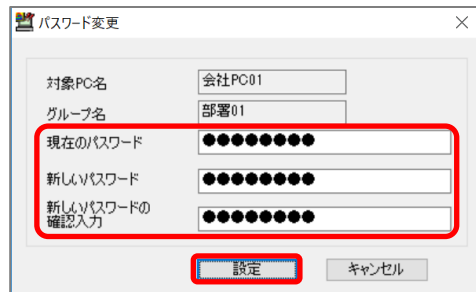 パスワード変更
対象PC名 会社PC01
グループ名 部署01
現在のパスワード ●●●●●●●●
新しいパスワード ●●●●●●●●
新しいパスワードの
確認入力 ●●●●●●●●
設定 キャンセル